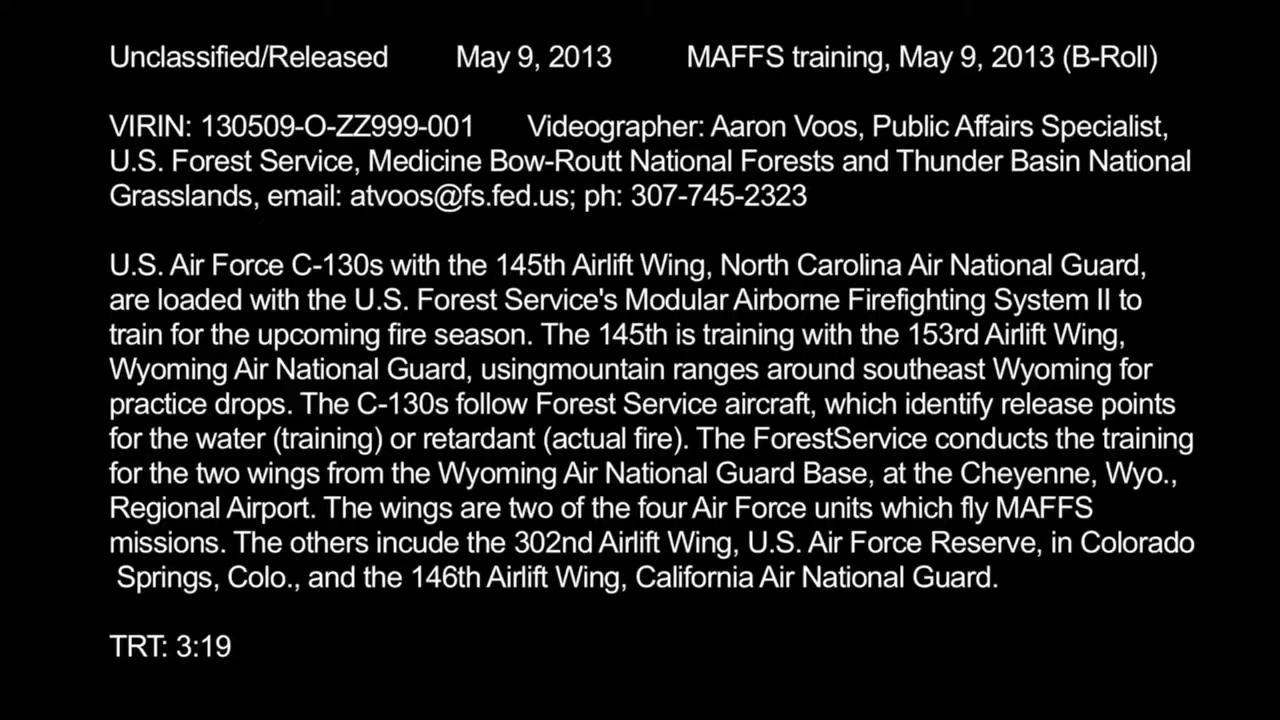 Unclassified/Released May 9, 2013 MAFFS training, May 9, 2013 (B-Roll)
VIRIN: 130509-O-ZZ999-001 Videographer: Aaron Voos, Public Affairs Specialist,
U.S. Forest Service, Medicine Bow-Routt National Forests and Thunder Basin National
Grasslands, email: atvoos@fs.fed.us; ph: 307-745-2323
U.S. Air Force C-130s with the 145th Airlift Wing, North Carolina Air National Guard,
are loaded with the U.S. Forest Service's Modular Airborne Firefighting System II to
train for the upcoming fire season. The 145th is training with the 153rd Airlift Wing,
Wyoming Air National Guard, usingmountain ranges around southeast Wyoming for
practice drops. The C-130s follow Forest Service aircraft, which identify release points
for the water (training) or retardant (actual fire). The ForestService conducts the training
for the two wings from the Wyoming Air National Guard Base, at the Cheyenne, Wyo.,
Regional Airport. The wings are two of the four Air Force units which fly MAFFS
missions. The others incude the 302nd Airlift Wing, U.S. Air Force Reserve, in Colorado
Springs, Colo., and the 146th Airlift Wing, California Air National Guard.
TRT: 3:19